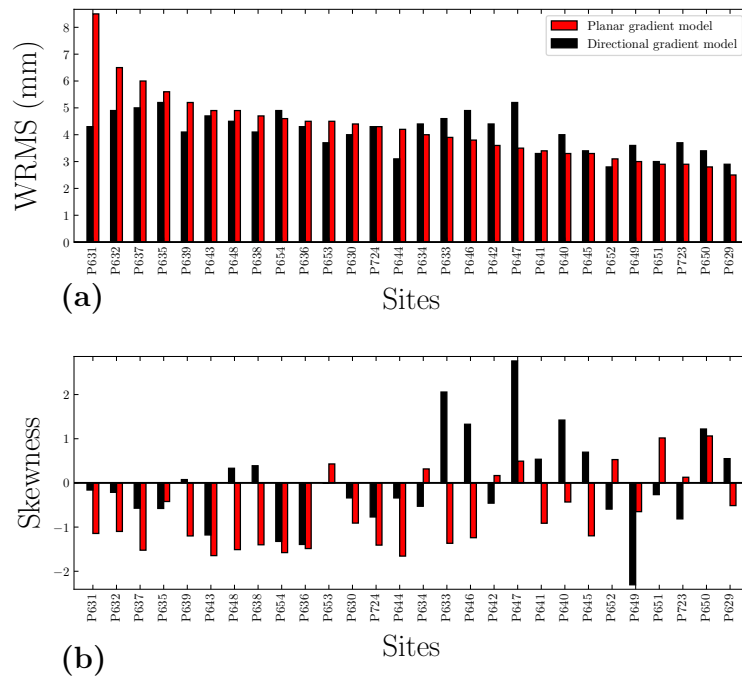 Planar gradient model
Directional gradient model
WRMS (mm)
8
7
6
5
4
3
2
1
0
P631 P632 P637 P635 P639 P643 P648 P638 P654 P636 P653 P630 P724 P644 P634 P633 P646 P642 P647 P641 P640 P645 P652 P649 P651 P723 P650 P629
(a)
Sites
Skewness
2
1
0
−1
−2
P631 P632 P637 P635 P639 P643 P648 P638 P654 P636 P653 P630 P724 P644 P634 P633 P646 P642 P647 P641 P640 P645 P652 P649 P651 P723 P650 P629
Sites
(b)